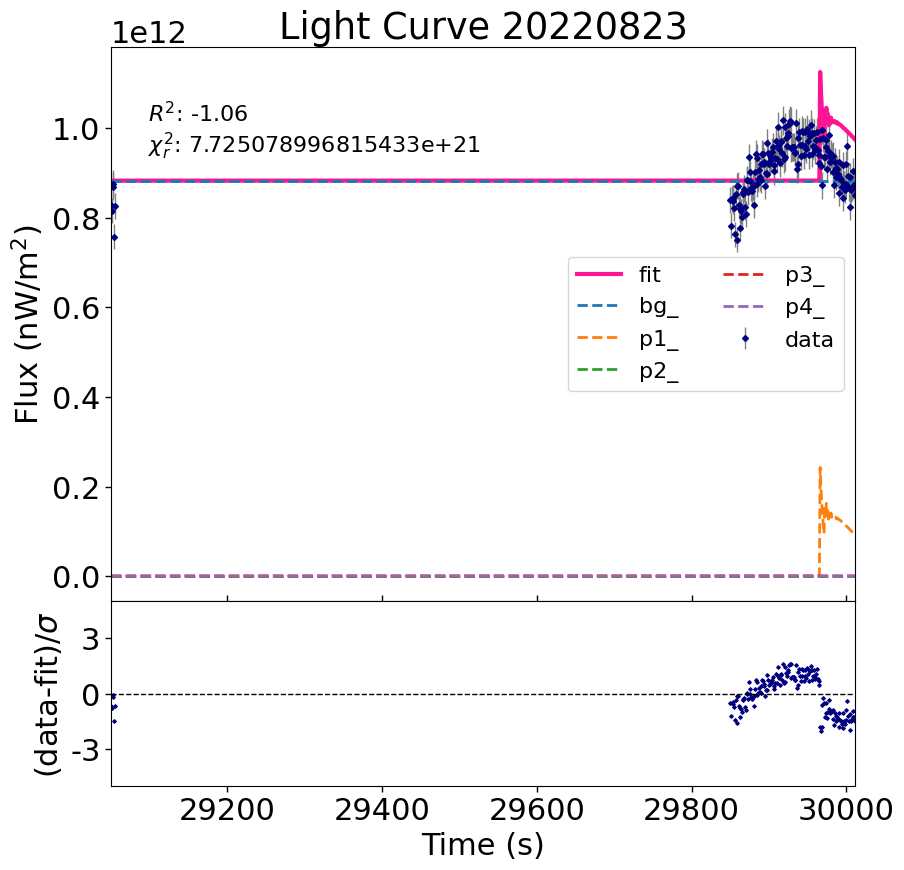 Light Curve 20220823
1e12
R²: -1.06
χ²ᵣ: 7.725078996815433e+21
1.0
0.8
0.6
0.4
0.2
0.0
Flux (nW/m²)
fit
bg_
p1_
p2_
p3_
p4_
data
3
0
-3
(data-fit)/σ
29200
29400
29600
29800
30000
Time (s)